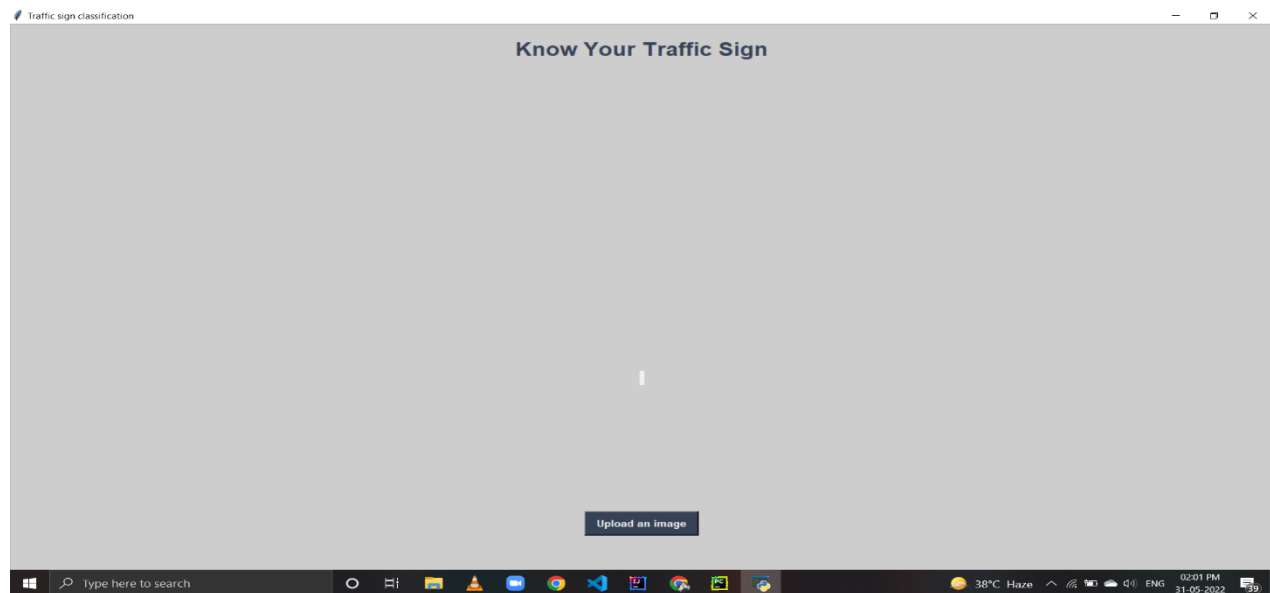 Traffic sign classification
Know Your Traffic Sign
Upload an image
Type here to search
38°C Haze
ENG
02:01 PM
31-05-2022
39